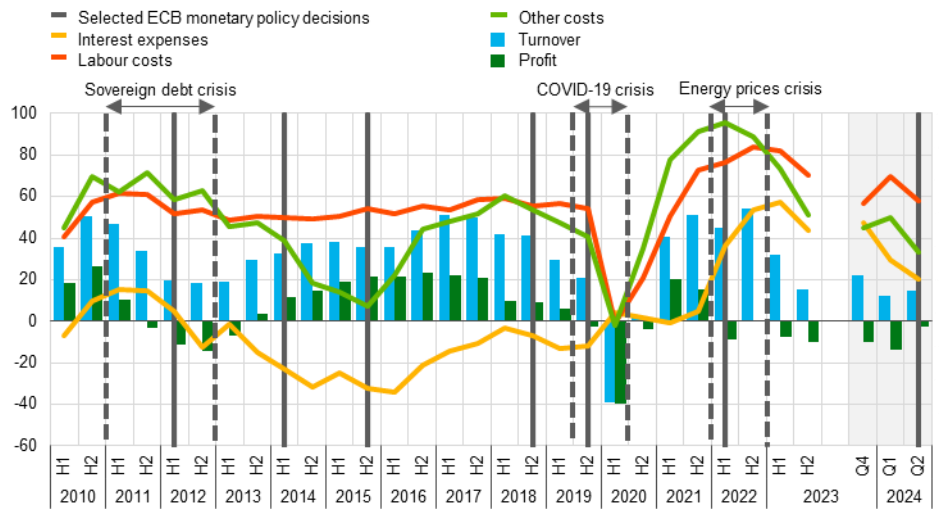 Selected ECB monetary policy decisions
Interest expenses
Labour costs
Other costs
Turnover
Profit
Sovereign debt crisis
COVID-19 crisis
Energy prices crisis
100
80
60
40
20
0
-20
-40
-60
H1 H2 H1 H2 H1 H2 H1 H2 H1 H2 H1 H2 H1 H2 H1 H2 H1 H2 H1 H2 H1 H2 H1 H2 H1 H2 H1 H2 Q4 Q1 Q2
2010 2011 2012 2013 2014 2015 2016 2017 2018 2019 2020 2021 2022 2023 2024